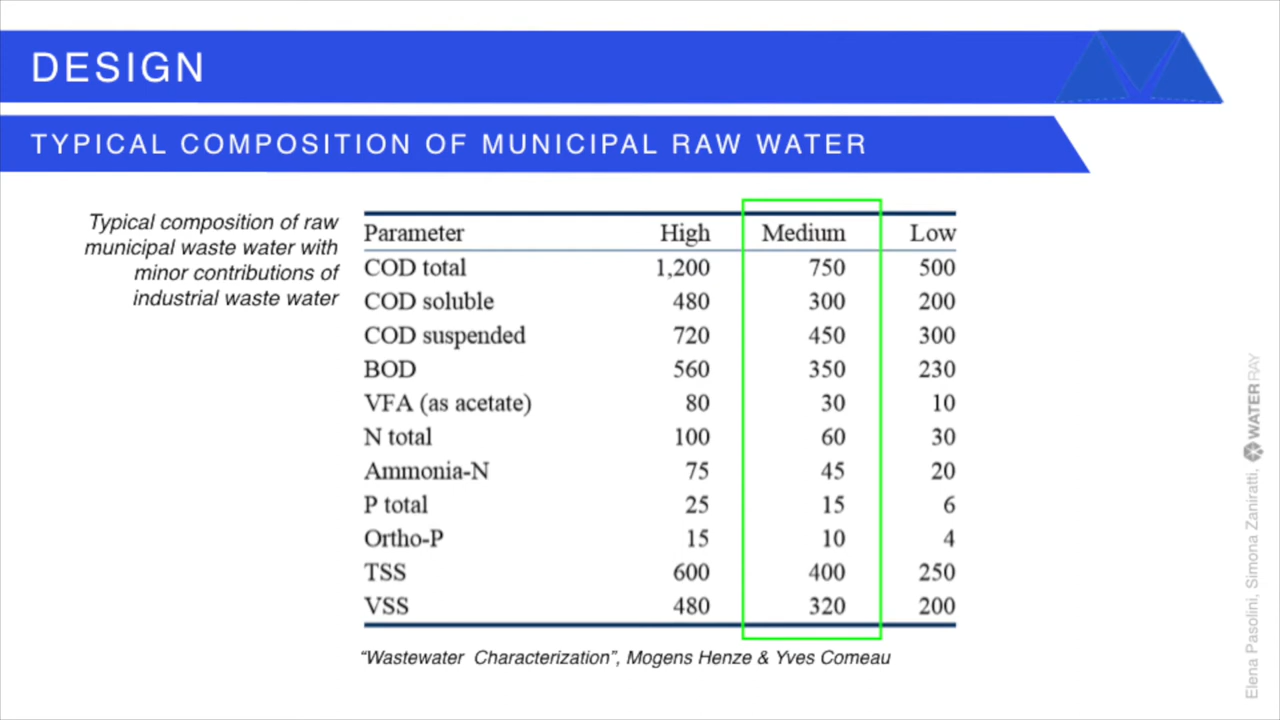 DESIGN
TYPICAL COMPOSITION OF MUNICIPAL RAW WATER
Typical composition of raw
municipal waste water with
minor contributions of
industrial waste water
Parameter High Medium Low
COD total 1,200 750 500
COD soluble 480 300 200
COD suspended 720 450 300
BOD 560 350 230
VFA (as acetate) 80 30 10
N total 100 60 30
Ammonia-N 75 45 20
P total 25 15 6
Ortho-P 15 10 4
TSS 600 400 250
VSS 480 320 200
“Wastewater Characterization”, Mogens Henze & Yves Comeau
Elena Pasolini, Simona Zaniratti, WATER RAY